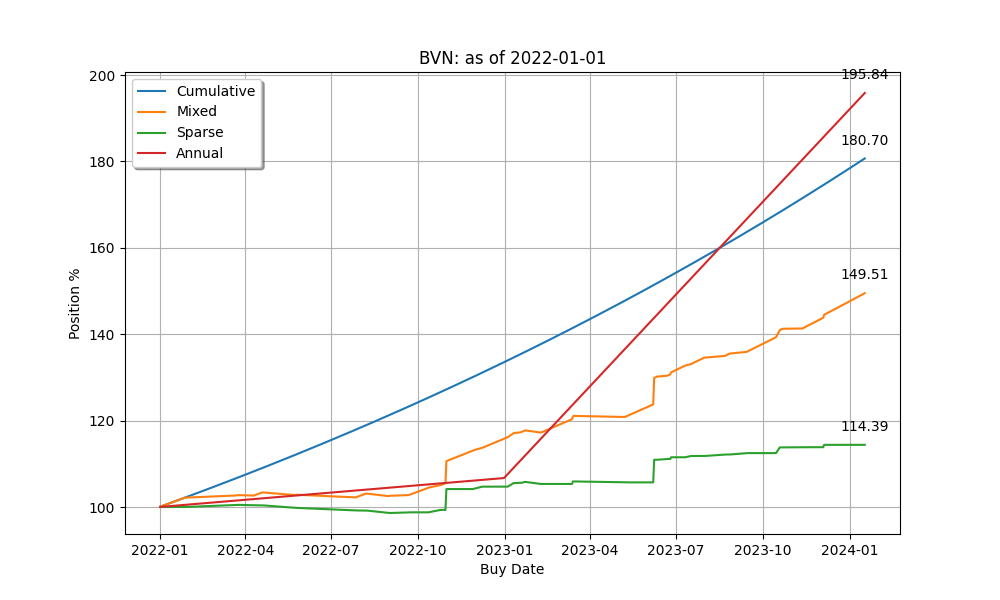 BVN: as of 2022-01-01
Cumulative
Mixed
Sparse
Annual
195.84
180.70
149.51
114.39
200
180
160
140
120
100
Position %
2022-01 2022-04 2022-07 2022-10 2023-01 2023-04 2023-07 2023-10 2024-01
Buy Date